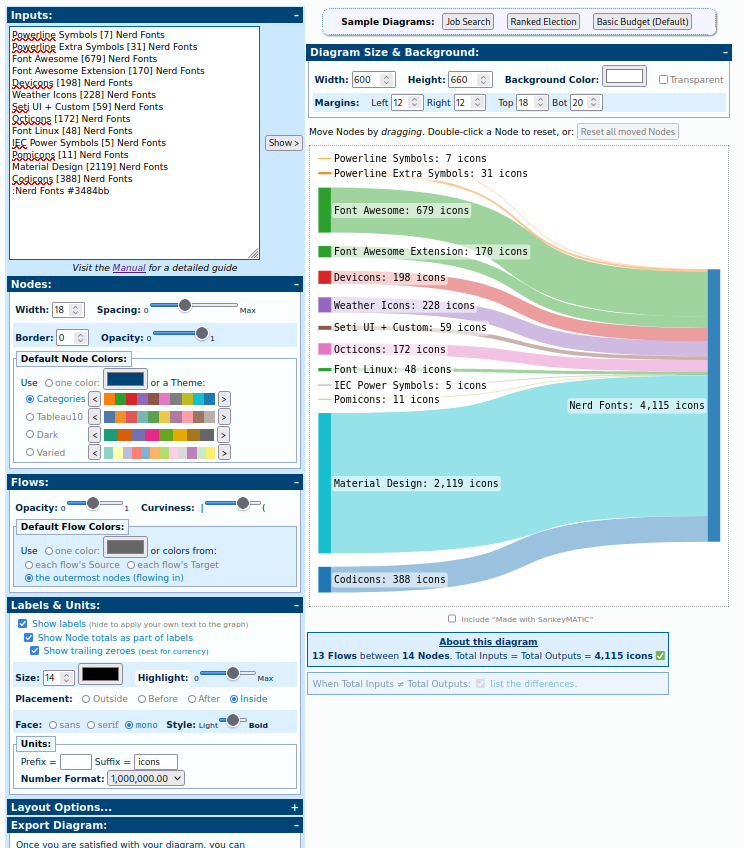 Inputs: –
Powerline Symbols [7] Nerd Fonts
Powerline Extra Symbols [31] Nerd Fonts
Font Awesome [679] Nerd Fonts
Font Awesome Extension [170] Nerd Fonts
Devicons [198] Nerd Fonts
Weather Icons [228] Nerd Fonts
Seti UI + Custom [59] Nerd Fonts
Octicons [172] Nerd Fonts
Font Linux [48] Nerd Fonts
IEC Power Symbols [5] Nerd Fonts
Pomicons [11] Nerd Fonts
Material Design [2119] Nerd Fonts
Codicons [388] Nerd Fonts
:Nerd Fonts #3484bb
Show >
Visit the Manual for a detailed guide
Nodes: –
Width: 18 Spacing: 0 Max
Border: 0 Opacity: 0 1
Default Node Colors:
Use one color: or a Theme:
Categories < >
Tableau10 < >
Dark < >
Varied < >
Flows: –
Opacity: 0 1 Curviness: | (
Default Flow Colors:
Use one color: or colors from:
each flow's Source each flow's Target
the outermost nodes (flowing in)
Labels & Units: –
Show labels (hide to apply your own text to the graph)
Show Node totals as part of labels
Show trailing zeroes (best for currency)
Size: 14 Highlight: 0 Max
Placement: Outside Before After Inside
Face: sans serif mono Style: Light Bold
Units:
Prefix = Suffix = icons
Number Format: 1,000,000.00
Layout Options... +
Export Diagram: –
Once you are satisfied with your diagram, you can
Sample Diagrams: Job Search Ranked Election Basic Budget (Default)
Diagram Size & Background: –
Width: 600 Height: 660 Background Color: Transparent
Margins: Left 12 Right 12 Top 18 Bot 20
Move Nodes by dragging. Double-click a Node to reset, or: Reset all moved Nodes
Powerline Symbols: 7 icons
Powerline Extra Symbols: 31 icons
Font Awesome: 679 icons
Font Awesome Extension: 170 icons
Devicons: 198 icons
Weather Icons: 228 icons
Seti UI + Custom: 59 icons
Octicons: 172 icons
Font Linux: 48 icons
IEC Power Symbols: 5 icons
Pomicons: 11 icons
Nerd Fonts: 4,115 icons
Material Design: 2,119 icons
Codicons: 388 icons
Include "Made with SankeyMATIC"
About this diagram
13 Flows between 14 Nodes. Total Inputs = Total Outputs = 4,115 icons ✅
When Total Inputs ≠ Total Outputs: list the differences.